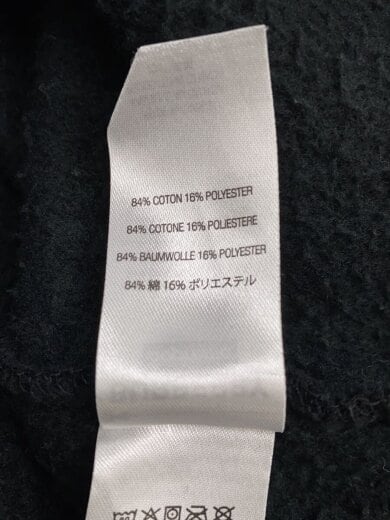 84% COTON 16% POLYESTER
84% COTONE 16% POLIESTERE
84% BAUMWOLLE 16% POLYESTER
84% 綿 16% ポリエステル